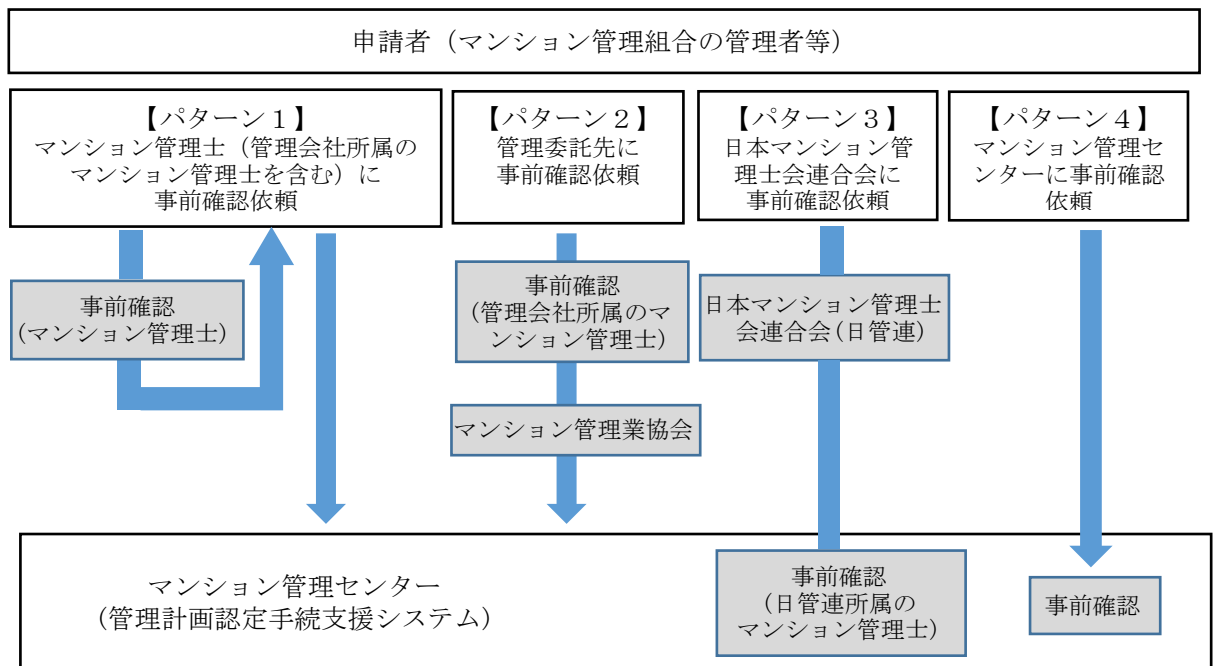 申請者（マンション管理組合の管理者等）
【パターン１】
マンション管理士（管理会社所属の
マンション管理士を含む）に
事前確認依頼
【パターン２】
管理委託先に
事前確認依頼
【パターン３】
日本マンション管
理士会連合会に
事前確認依頼
【パターン４】
マンション管理セ
ンターに事前確認
依頼
事前確認
(マンション管理士)
事前確認
(管理会社所属のマ
ンション管理士)
マンション管理業協会
日本マンション管理士
会連合会(日管連)
マンション管理センター
（管理計画認定手続支援システム）
事前確認
(日管連所属の
マンション管理士)
事前確認